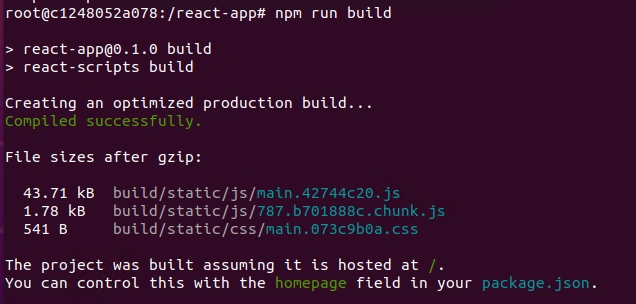 root@c1248052a078:/react-app# npm run build
> react-app@0.1.0 build
> react-scripts build
Creating an optimized production build...
Compiled successfully.
File sizes after gzip:
43.71 kB build/static/js/main.42744c20.js
1.78 kB build/static/js/787.b701888c.chunk.js
541 B build/static/css/main.073c9b0a.css
The project was built assuming it is hosted at /.
You can control this with the homepage field in your package.json.